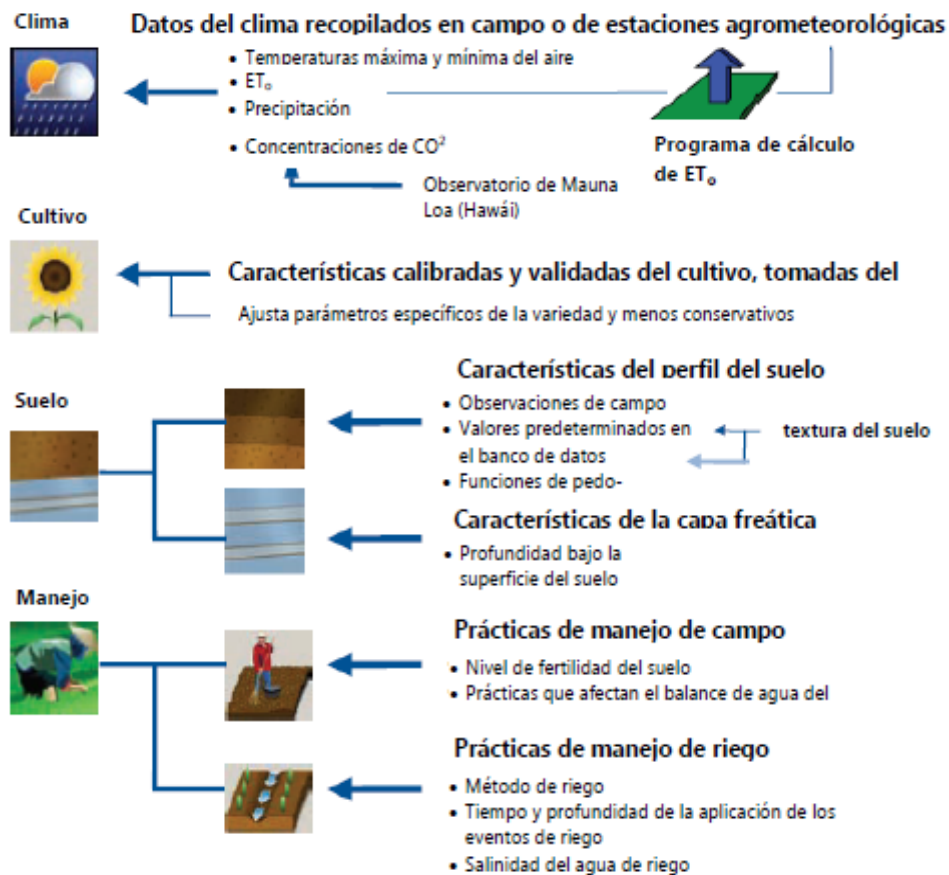 Clima
Datos del clima recopilados en campo o de estaciones agrometeorológicas
• Temperaturas máxima y mínima del aire
• ETₒ
• Precipitación
• Concentraciones de CO²
Programa de cálculo
de ETₒ
Observatorio de Mauna
Loa (Hawái)
Cultivo
Características calibradas y validadas del cultivo, tomadas del
Ajusta parámetros específicos de la variedad y menos conservativos
Suelo
Características del perfil del suelo
• Observaciones de campo
• Valores predeterminados en
el banco de datos
• Funciones de pedo-
textura del suelo
Características de la capa freática
• Profundidad bajo la
superficie del suelo
Manejo
Prácticas de manejo de campo
• Nivel de fertilidad del suelo
• Prácticas que afectan el balance de agua del
Prácticas de manejo de riego
• Método de riego
• Tiempo y profundidad de la aplicación de los
eventos de riego
• Salinidad del agua de riego